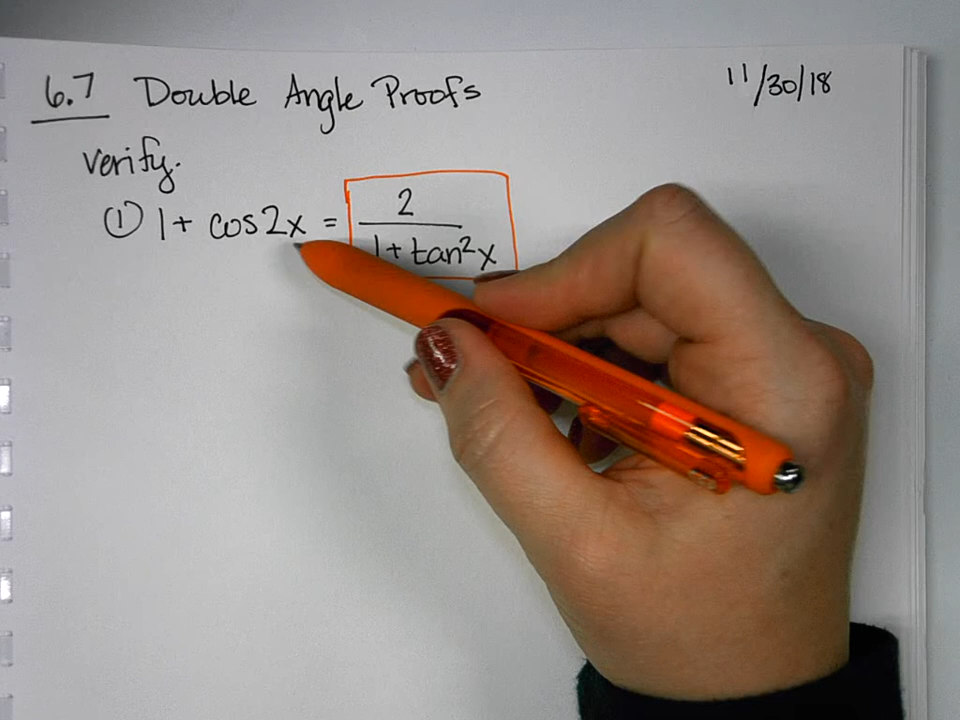 6.7 Double Angle Proofs 11/30/18
Verify.
① 1 + cos2x = 2
1 + tan²x